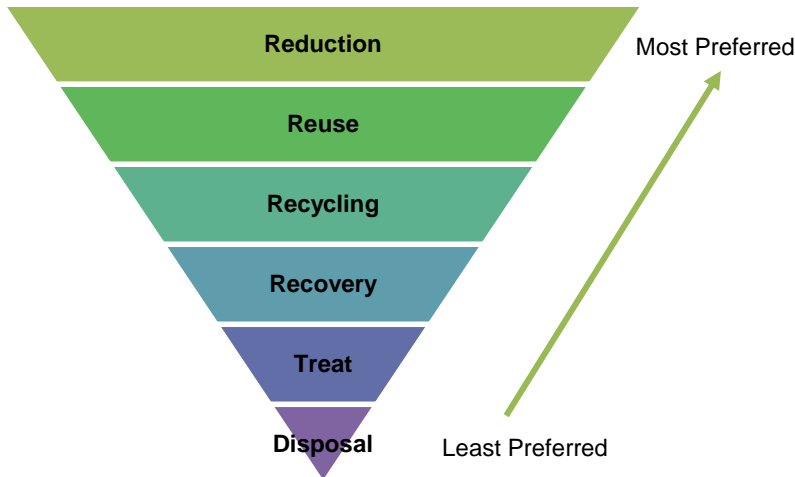 Reduction
Most Preferred
Reuse
Recycling
Recovery
Treat
Disposal
Least Preferred